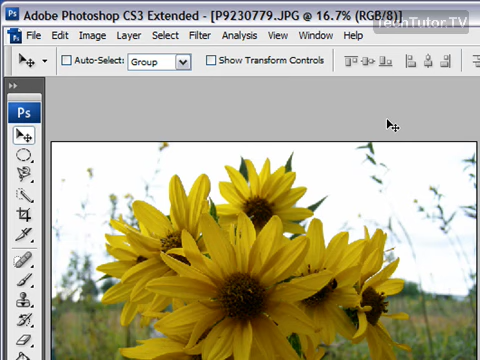 Adobe Photoshop CS3 Extended - [P9230779.JPG @ 16.7% (RGB/8)]
TechTutor.TV
File Edit Image Layer Select Filter Analysis View Window Help
Auto-Select: Group Show Transform Controls
Ps